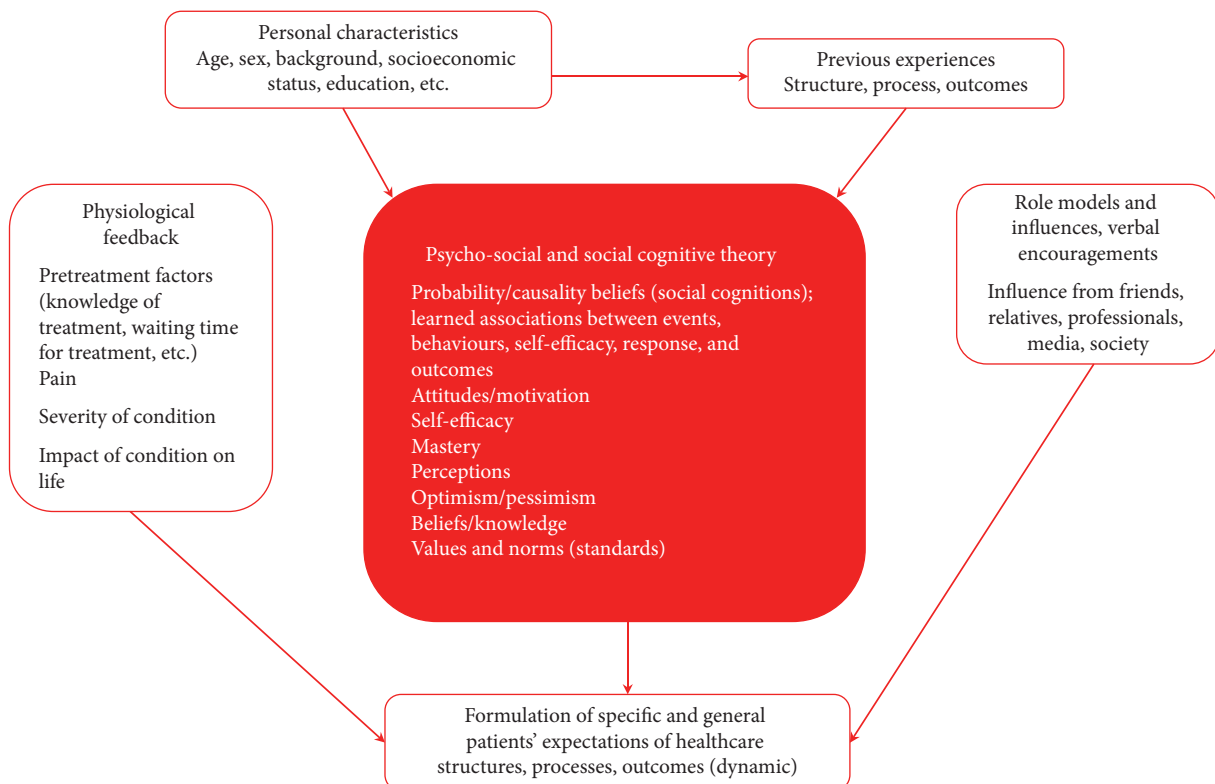 Personal characteristics
Age, sex, background, socioeconomic
status, education, etc.
Previous experiences
Structure, process, outcomes
Physiological
feedback
Pretreatment factors
(knowledge of
treatment, waiting time
for treatment, etc.)
Pain
Severity of condition
Impact of condition on
life
Psycho-social and social cognitive theory
Probability/causality beliefs (social cognitions);
learned associations between events,
behaviours, self-efficacy, response, and
outcomes
Attitudes/motivation
Self-efficacy
Mastery
Perceptions
Optimism/pessimism
Beliefs/knowledge
Values and norms (standards)
Role models and
influences, verbal
encouragements
Influence from friends,
relatives, professionals,
media, society
Formulation of specific and general
patients’ expectations of healthcare
structures, processes, outcomes (dynamic)